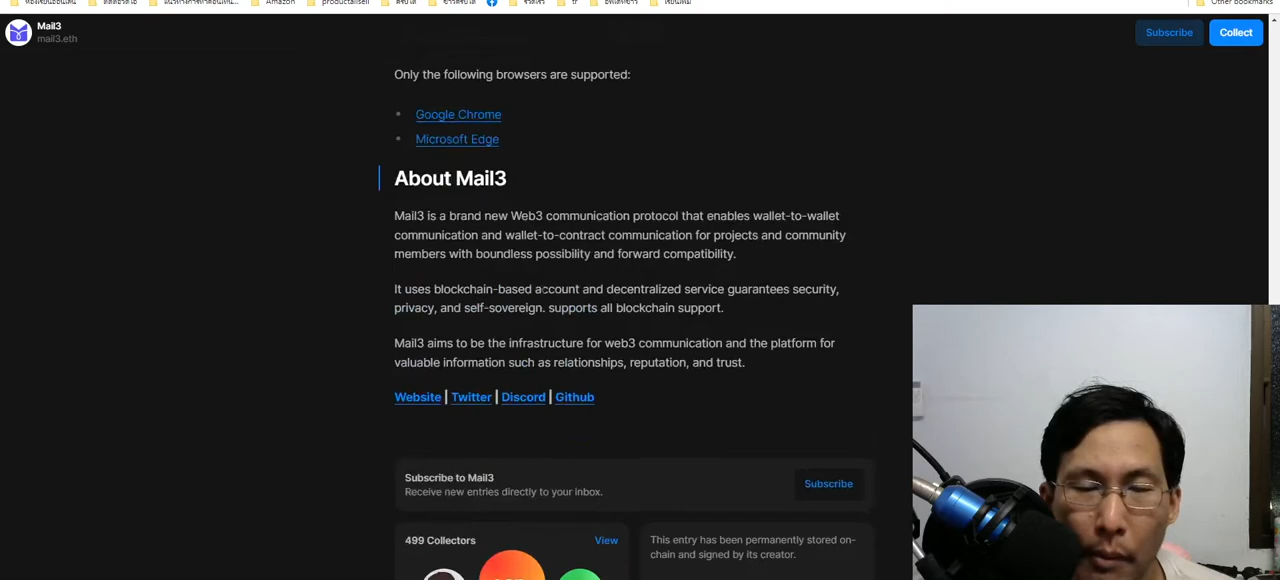 Amazon
productallsell
tr
Other bookmarks
Mail3
mail3.eth
Subscribe
Collect
Only the following browsers are supported:
• Google Chrome
• Microsoft Edge
About Mail3
Mail3 is a brand new Web3 communication protocol that enables wallet-to-wallet
communication and wallet-to-contract communication for projects and community
members with boundless possibility and forward compatibility.
It uses blockchain-based account and decentralized service guarantees security,
privacy, and self-sovereign. supports all blockchain support.
Mail3 aims to be the infrastructure for web3 communication and the platform for
valuable information such as relationships, reputation, and trust.
Website | Twitter | Discord | Github
Subscribe to Mail3
Receive new entries directly to your inbox.
Subscribe
499 Collectors
View
This entry has been permanently stored on-
chain and signed by its creator.